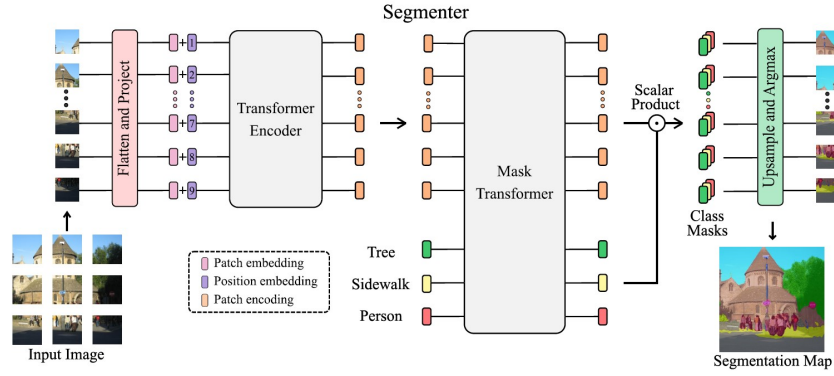 Segmenter
Flatten and Project
+ 1
+ 2
+ 7
+ 8
+ 9
Transformer
Encoder
Mask
Transformer
Scalar
Product
Upsample and Argmax
Class
Masks
Tree
Sidewalk
Person
Patch embedding
Position embedding
Patch encoding
Input Image
Segmentation Map